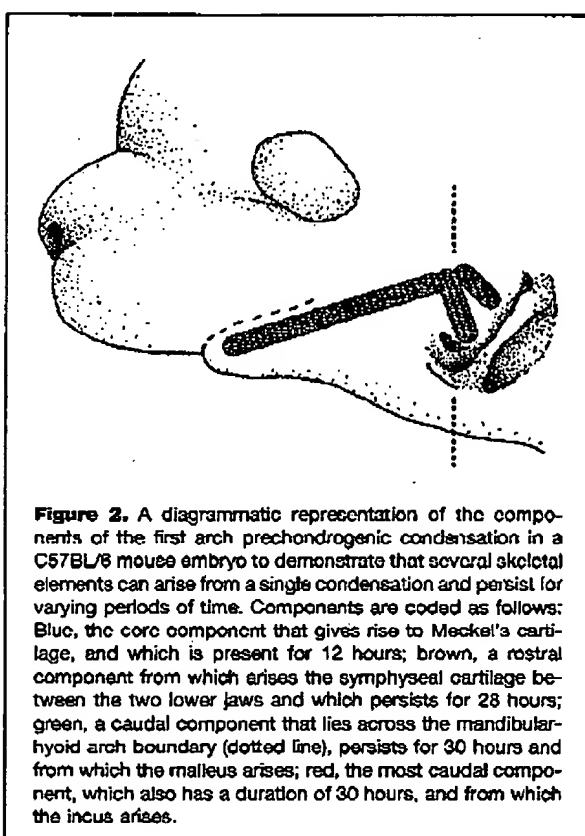 Figure 2. A diagrammatic representation of the compo-
nents of the first arch prechondrogenic condensation in a
C57BL/6 mouse embryo to demonstrate that several skeletal
elements can arise from a single condensation and persist for
varying periods of time. Components are coded as follows:
Blue, the core component that gives rise to Meckel's carti-
lage, and which is present for 12 hours; brown, a rostral
component from which arises the symphyseal cartilage be-
tween the two lower jaws and which persists for 28 hours;
green, a caudal component that lies across the mandibular-
hyoid arch boundary (dotted line), persists for 30 hours and
from which the malleus arises; red, the most caudal compo-
nent, which also has a duration of 30 hours, and from which
the incus arises.